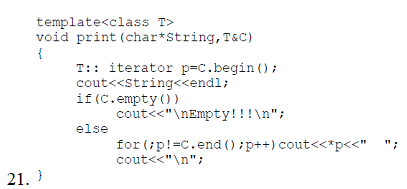 template<class T>
void print(char*String,T&C)
{
T:: iterator p=C.begin();
cout<<String<<endl;
if(C.empty())
cout<<"\nEmpty!!!\n";
else
for(;p!=C.end();p++)cout<<*p<<"  ";
cout<<"\n";
21. }